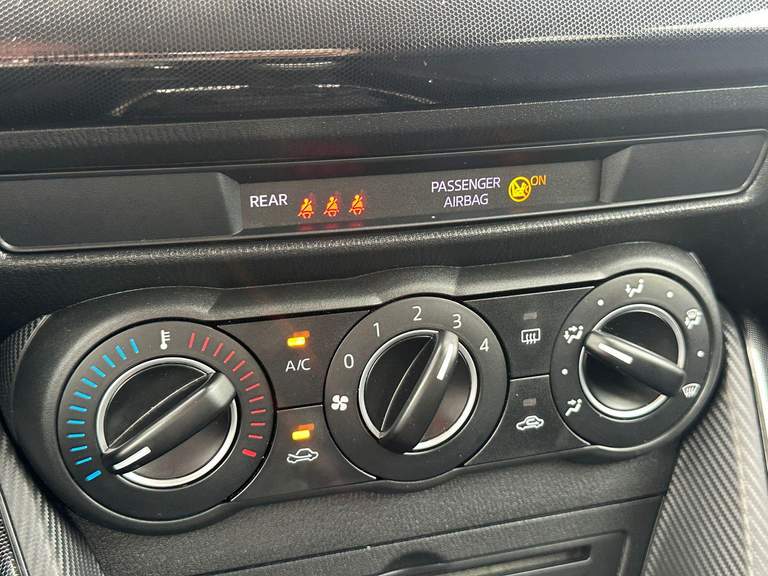 REAR
PASSENGER
AIRBAG
ON
A/C
0 1 2 3 4